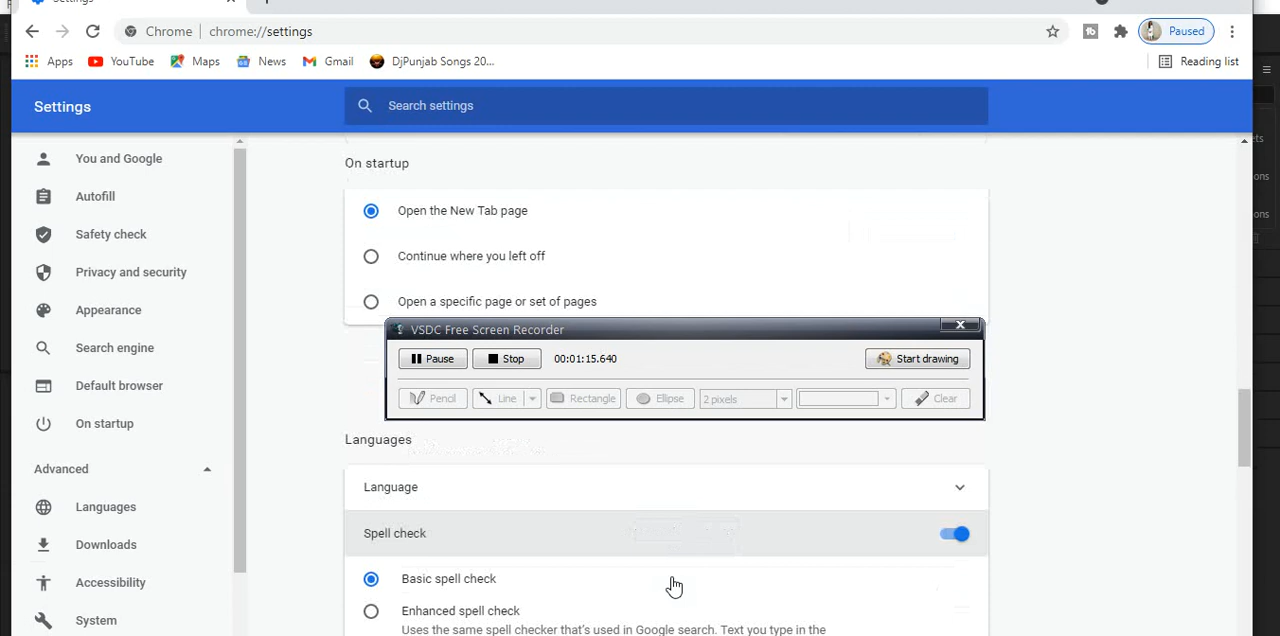 Settings
Chrome | chrome://settings
Paused
Apps YouTube Maps News Gmail DjPunjab Songs 20... Reading list
Settings
Search settings
You and Google
Autofill
Safety check
Privacy and security
Appearance
Search engine
Default browser
On startup
Advanced
Languages
Downloads
Accessibility
System
On startup
Open the New Tab page
Continue where you left off
Open a specific page or set of pages
VSDC Free Screen Recorder
Pause Stop 00:01:15.640 Start drawing
Pencil Line Rectangle Ellipse 2 pixels Clear
Languages
Language
Spell check
Basic spell check
Enhanced spell check
Uses the same spell checker that's used in Google search. Text you type in the